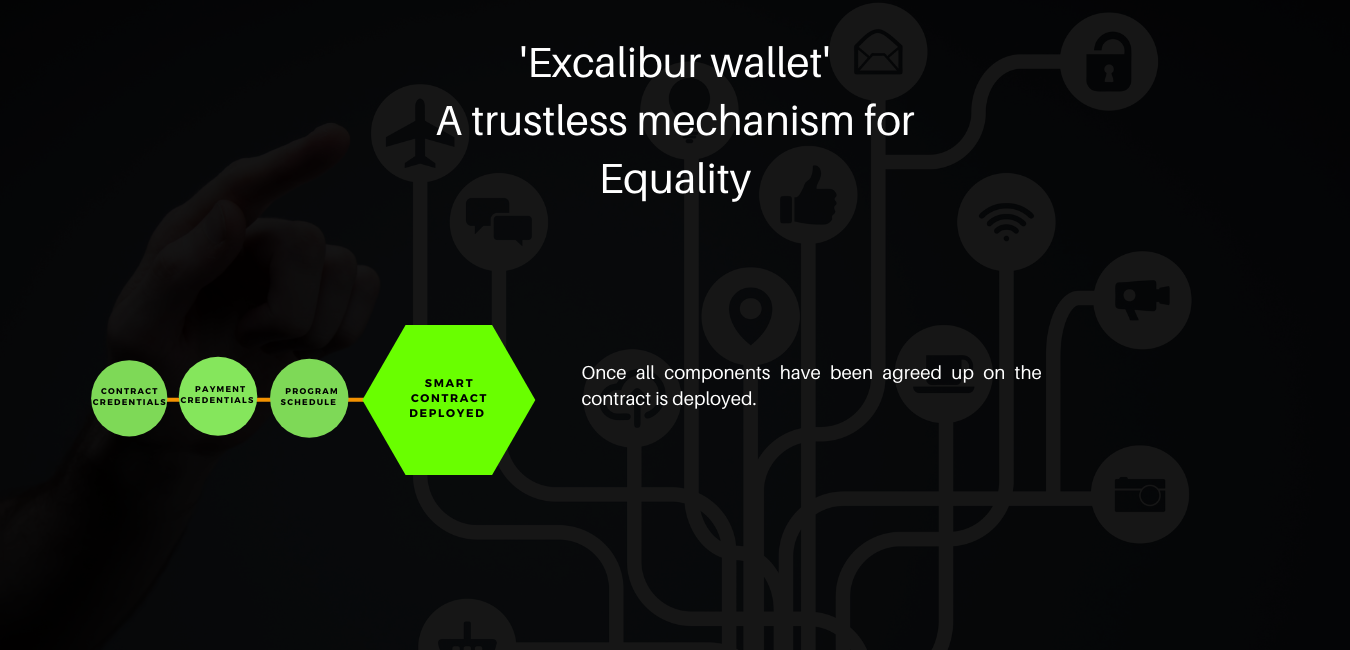 'Excalibur wallet'
A trustless mechanism for
Equality
CONTRACT
CREDENTIALS
PAYMENT
CREDENTIALS
PROGRAM
SCHEDULE
SMART
CONTRACT
DEPLOYED
Once all components have been agreed up on the
contract is deployed.